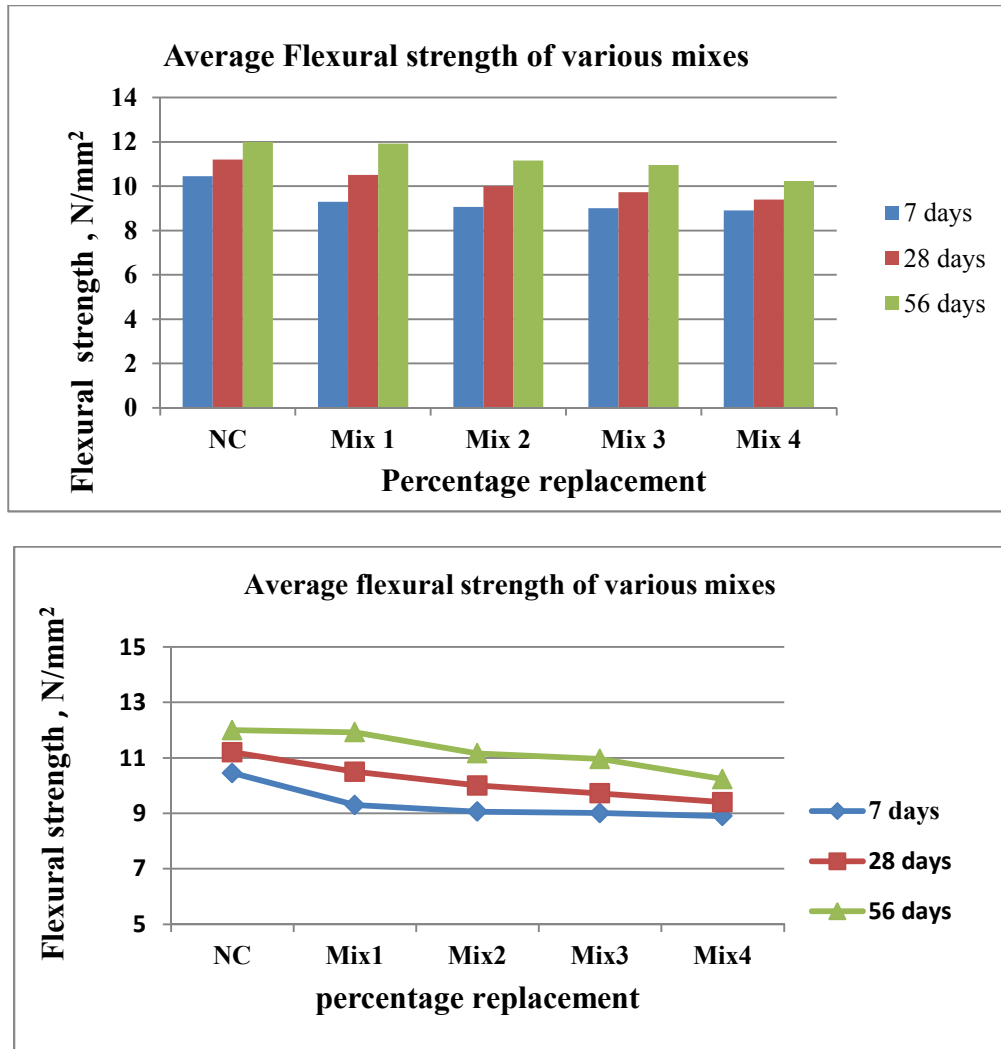 Average Flexural strength of various mixes
Flexural strength , N/mm²
14
12
10
8
6
4
2
0
NC Mix 1 Mix 2 Mix 3 Mix 4
Percentage replacement
7 days
28 days
56 days
Average flexural strength of various mixes
Flexural strength , N/mm²
15
13
11
9
7
5
NC Mix1 Mix2 Mix3 Mix4
percentage replacement
7 days
28 days
56 days